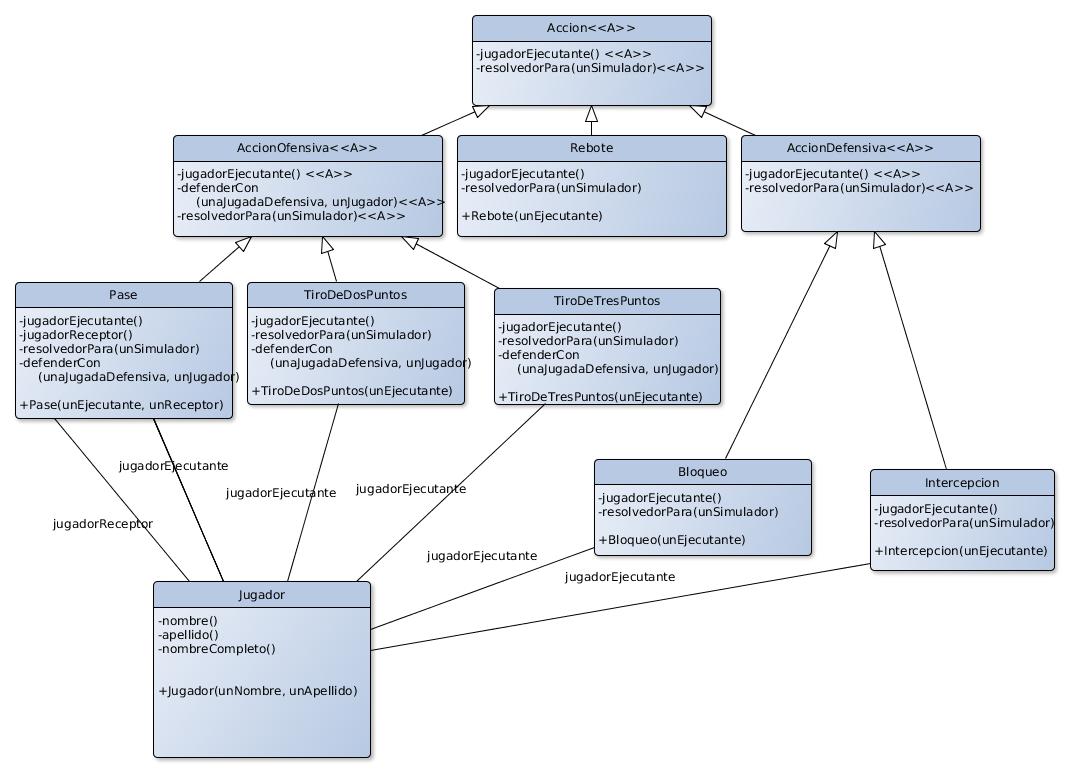 Accion<<A>>
-jugadorEjecutante() <<A>>
-resolvedorPara(unSimulador)<<A>>
AccionOfensiva<<A>>
-jugadorEjecutante() <<A>>
-defenderCon
(unaJugadaDefensiva, unJugador)<<A>>
-resolvedorPara(unSimulador)<<A>>
Rebote
-jugadorEjecutante()
-resolvedorPara(unSimulador)
+Rebote(unEjecutante)
AccionDefensiva<<A>>
-jugadorEjecutante() <<A>>
-resolvedorPara(unSimulador)<<A>>
Pase
-jugadorEjecutante()
-jugadorReceptor()
-resolvedorPara(unSimulador)
-defenderCon
(unaJugadaDefensiva, unJugador)
+Pase(unEjecutante, unReceptor)
TiroDeDosPuntos
-jugadorEjecutante()
-resolvedorPara(unSimulador)
-defenderCon
(unaJugadaDefensiva, unJugador)
+TiroDeDosPuntos(unEjecutante)
TiroDeTresPuntos
-jugadorEjecutante()
-resolvedorPara(unSimulador)
-defenderCon
(unaJugadaDefensiva, unJugador)
+TiroDeTresPuntos(unEjecutante)
jugadorEjecutante
jugadorReceptor
jugadorEjecutante
jugadorEjecutante
Bloqueo
-jugadorEjecutante()
-resolvedorPara(unSimulador)
+Bloqueo(unEjecutante)
Intercepcion
-jugadorEjecutante()
-resolvedorPara(unSimulador)
+Intercepcion(unEjecutante)
jugadorEjecutante
jugadorEjecutante
Jugador
-nombre()
-apellido()
-nombreCompleto()
+Jugador(unNombre, unApellido)